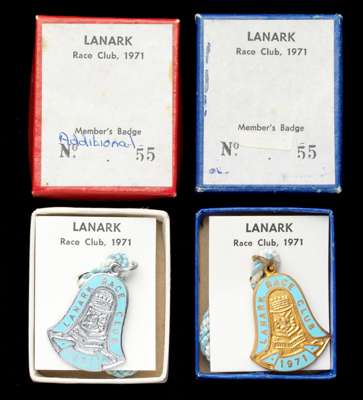 LANARK
Race Club, 1971
Member's Badge
Additional
No. 55
LANARK
Race Club, 1971
Member's Badge
No. 55
LANARK
Race Club, 1971
LANARK RACE CLUB
1971
LANARK
Race Club, 1971
LANARK RACE CLUB
1971